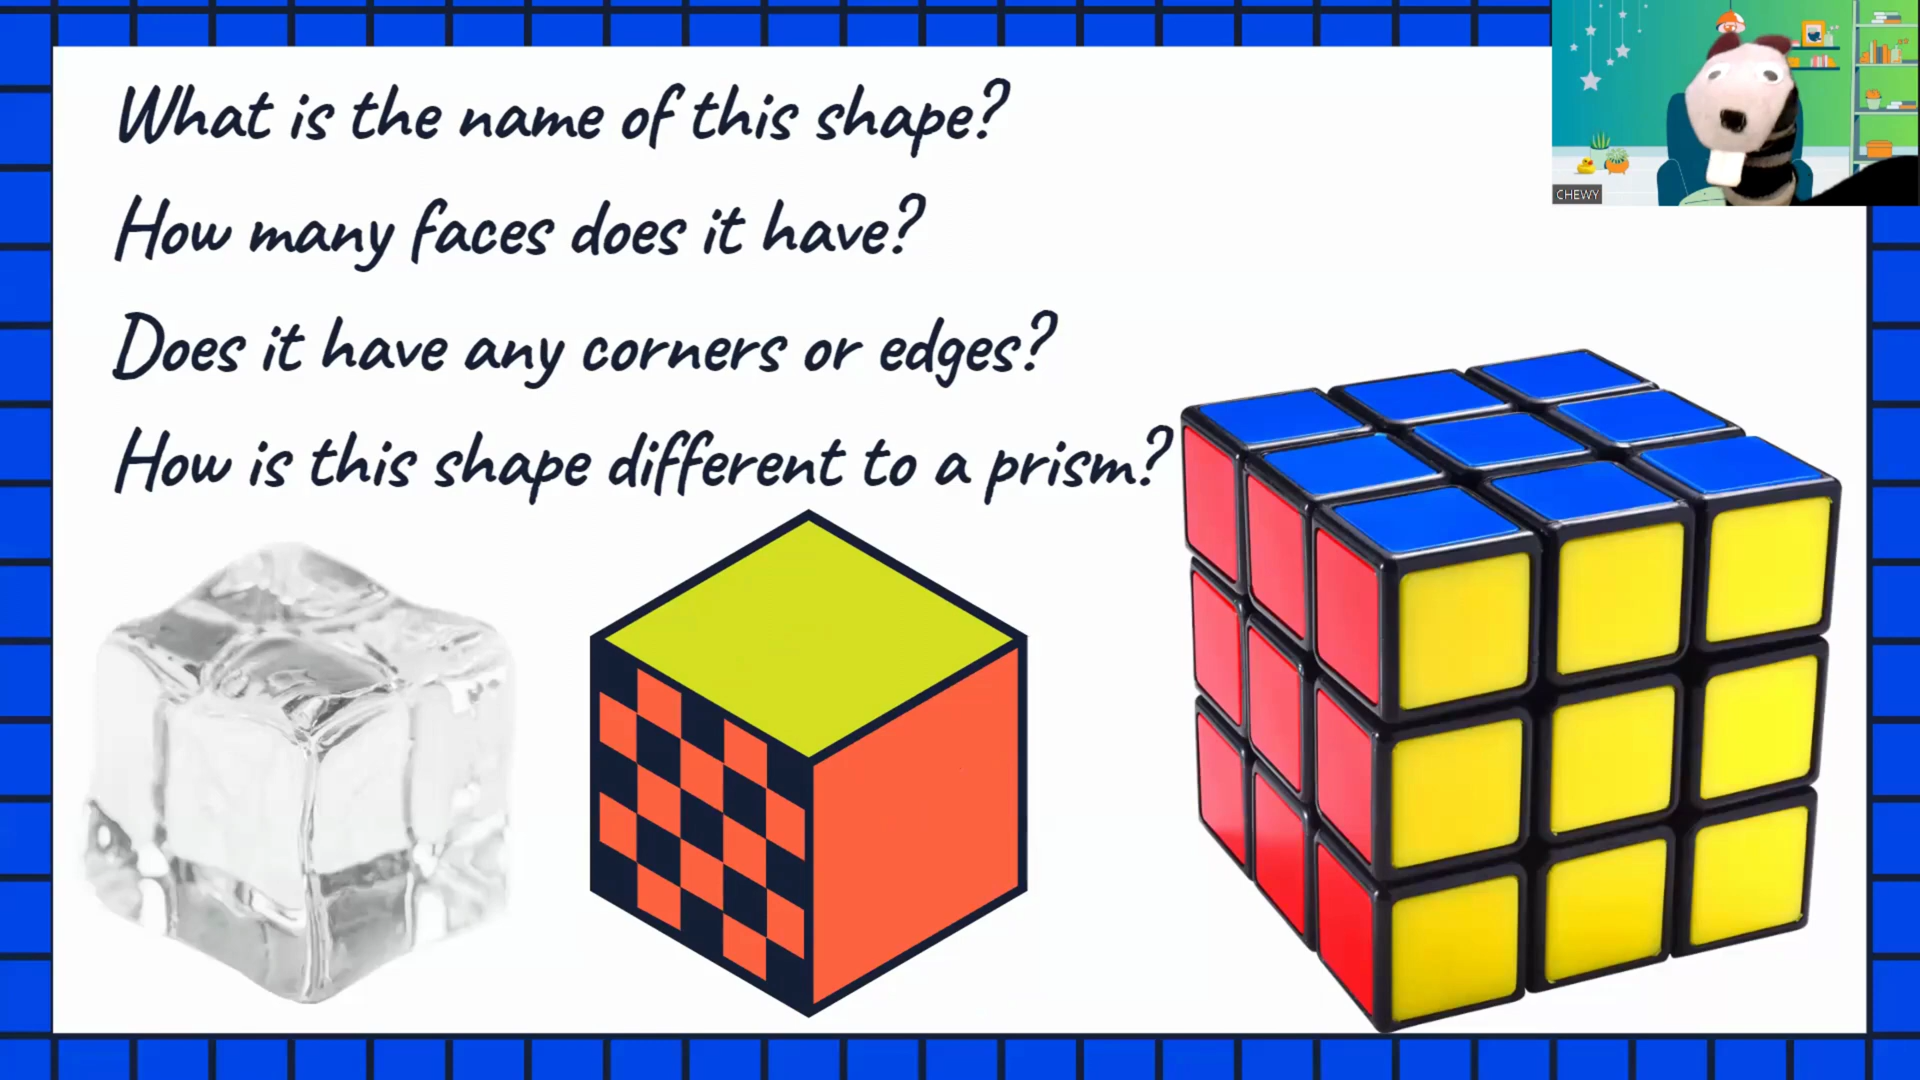 What is the name of this shape?
How many faces does it have?
Does it have any corners or edges?
How is this shape different to a prism?
CHEWY